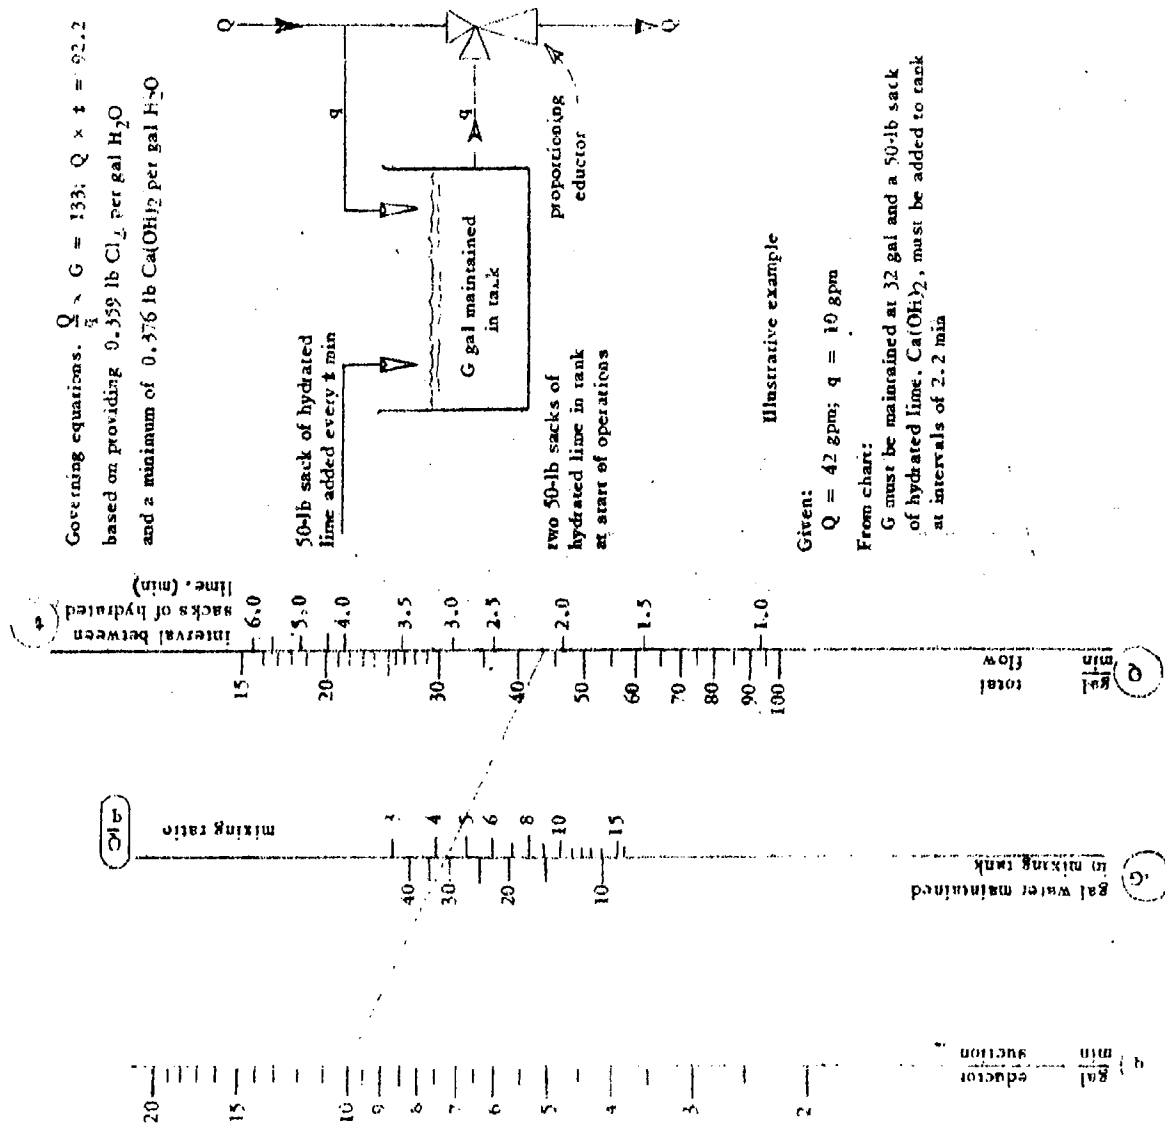 Governing equations. Q/q × G = 133; Q × t = 92.2
based on providing 0.359 lb Cl2 per gal H2O
and a minimum of 0.376 lb Ca(OH)2 per gal H2O
50-lb sack of hydrated
lime added every t min
G gal maintained
in tank
two 50-lb sacks of
hydrated lime in tank
at start of operations
proportioning
eductor
Q
q
q
Q
Illustrative example
Given:
Q = 42 gpm; q = 10 gpm
From chart:
G must be maintained at 32 gal and a 50-lb sack
of hydrated lime, Ca(OH)2, must be added to tank
at intervals of 2.2 min
t
interval between
sacks of hydrated
lime, (min)
6.0
5.0
4.0
3.5
3.0
2.5
2.0
1.5
1.0
15
20
30
40
50
60
70
80
90
100
total
flow
gal
min
Q
Q/q
mixing ratio
4
5
6
8
10
15
40
30
20
10
gal water maintained
in mixing tank
G
20
15
10
9
8
7
6
5
4
3
2
eductor
suction
gal
min
q